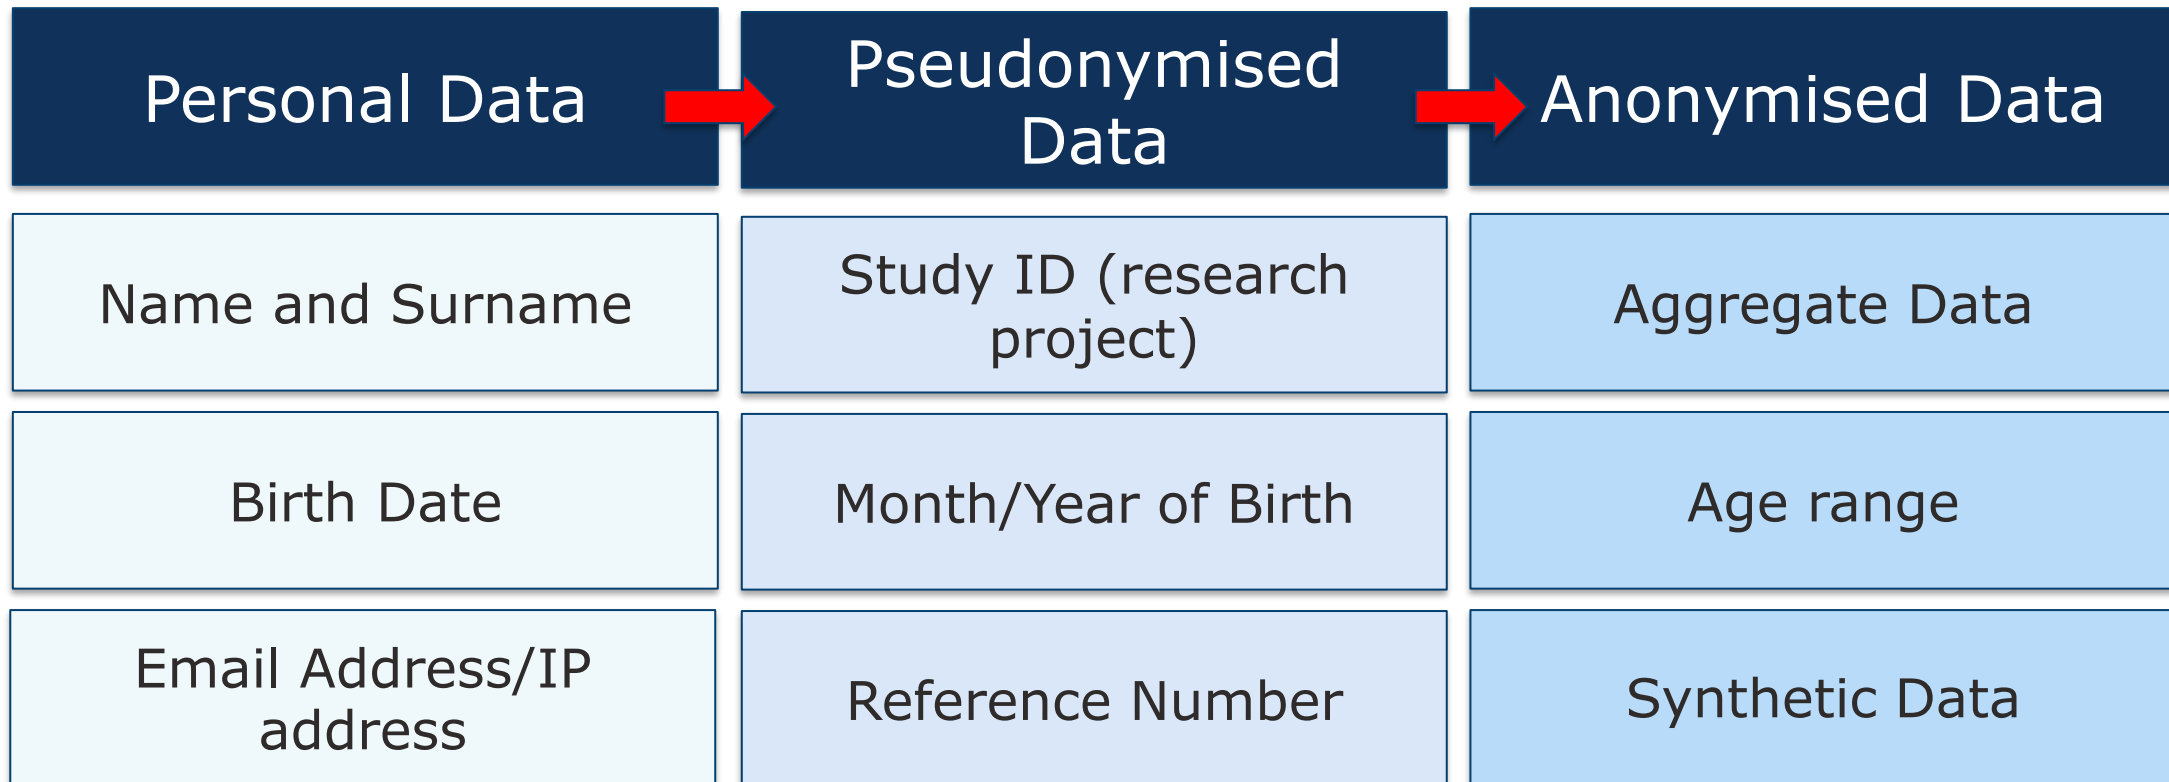 Personal Data
Pseudonymised
Data
Anonymised Data
Name and Surname
Study ID (research
project)
Aggregate Data
Birth Date
Month/Year of Birth
Age range
Email Address/IP
address
Reference Number
Synthetic Data